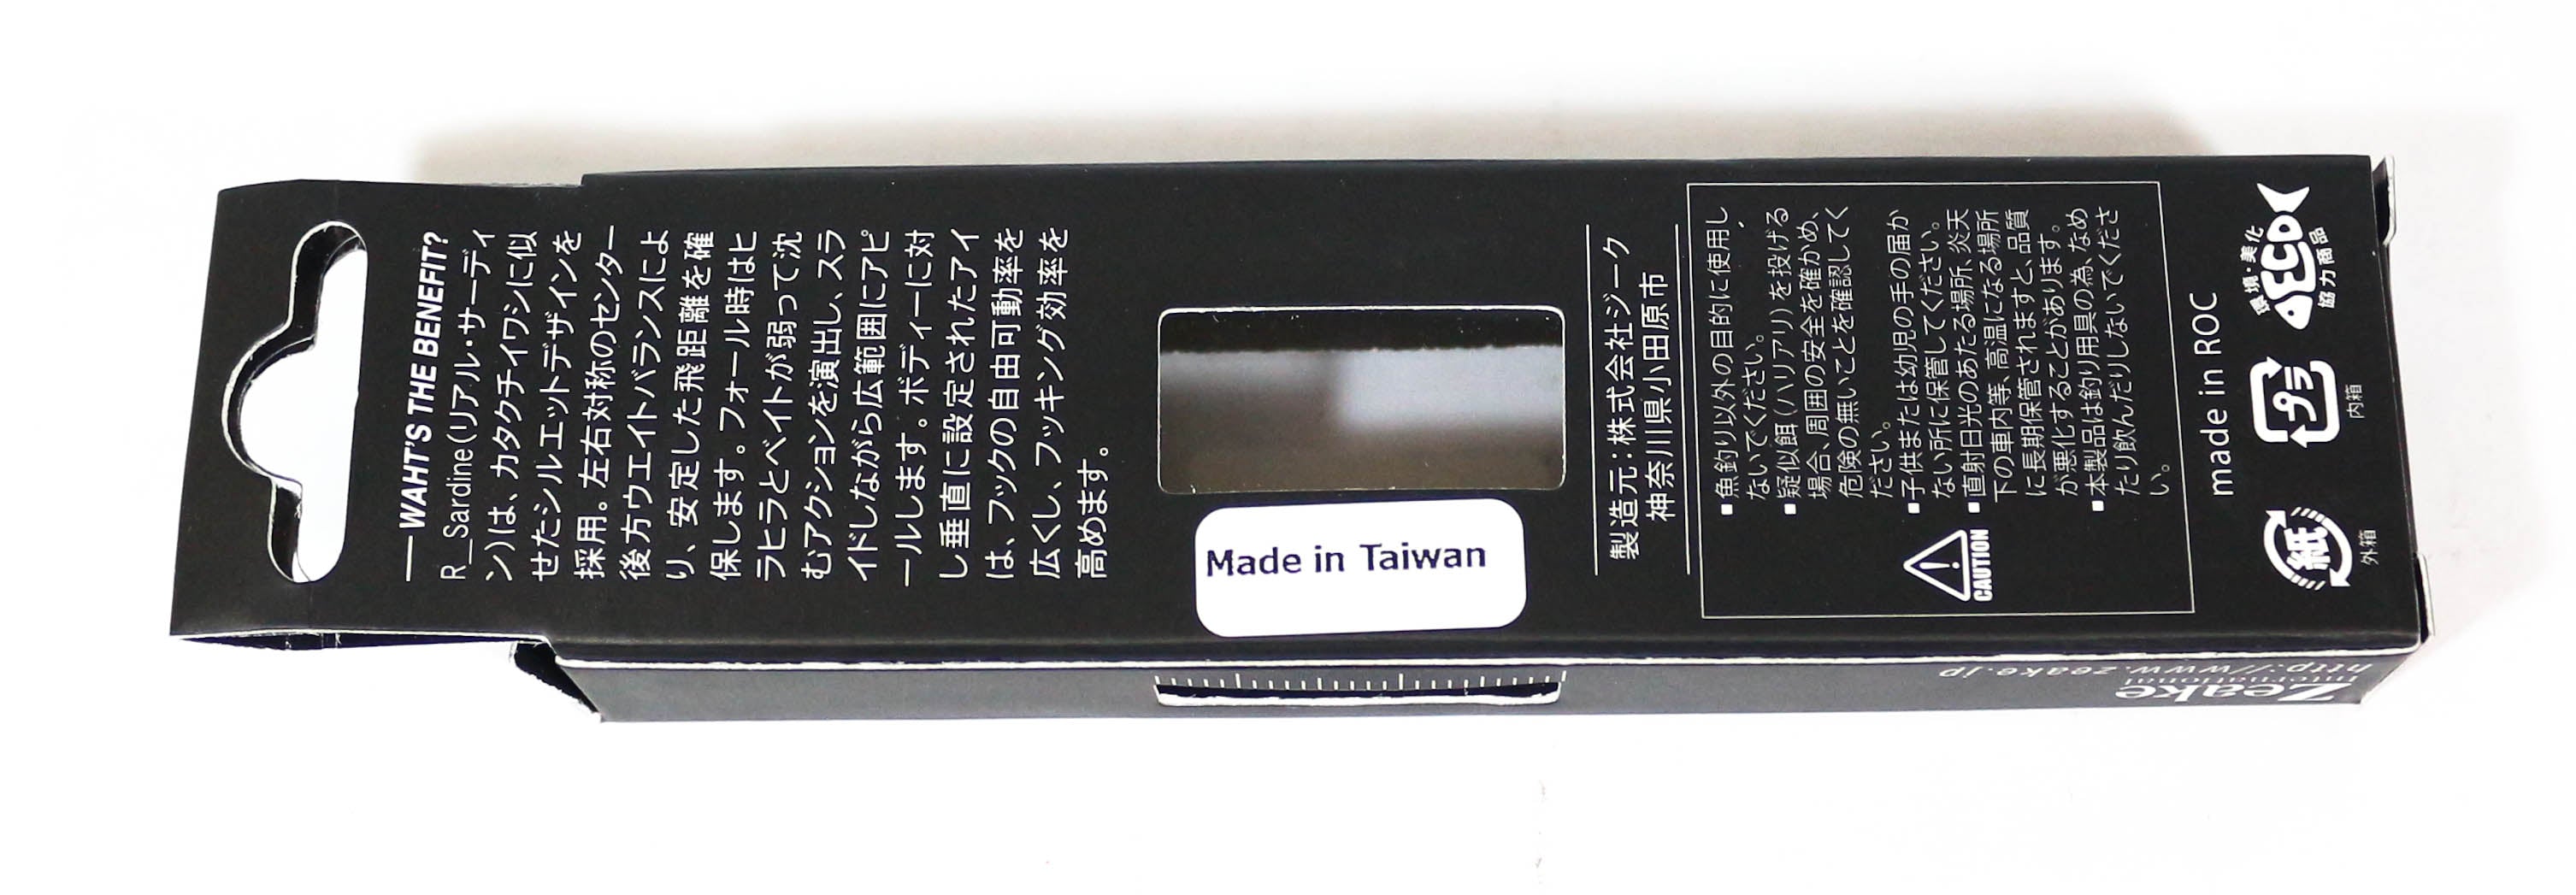 WAHT'S THE BENEFIT?
R_Sardine(リアル・サーディ
ン)は、カタクチイワシに似
せたシルエットデザインを
採用。左右対称のセンター
後方ウエイトバランスによ
り、安定した飛距離を確
保します。フォール時はヒ
ラヒラとベイトが弱って沈
むアクションを演出し、スラ
イドしながら広範囲にアピ
ールします。ボディーに対
し垂直に設定されたアイ
は、フックの自由可動率を
広くし、フッキング効率を
高めます。
Made in Taiwan
製造元：株式会社ジーク
神奈川県小田原市
▪魚釣り以外の目的に使用し
ないでください。
▪疑似餌(ハリアリ)を投げる
場合、周囲の安全を確かめ、
危険の無いことを確認してく
ださい。
▪子供または幼児の手の届か
ない所に保管してください。
▪直射日光のあたる場所、炎天
下の車内等、高温になる場所
に長期保管されますと、品質
が悪化することがあります。
▪本製品は釣り用具の為、なめ
たり飲んだりしないでくださ
い。
CAUTION
made in ROC
環境・美化
ECO
協力商品
プラ
内箱
紙
外箱
Zeake
International
http://www.zeake.jp